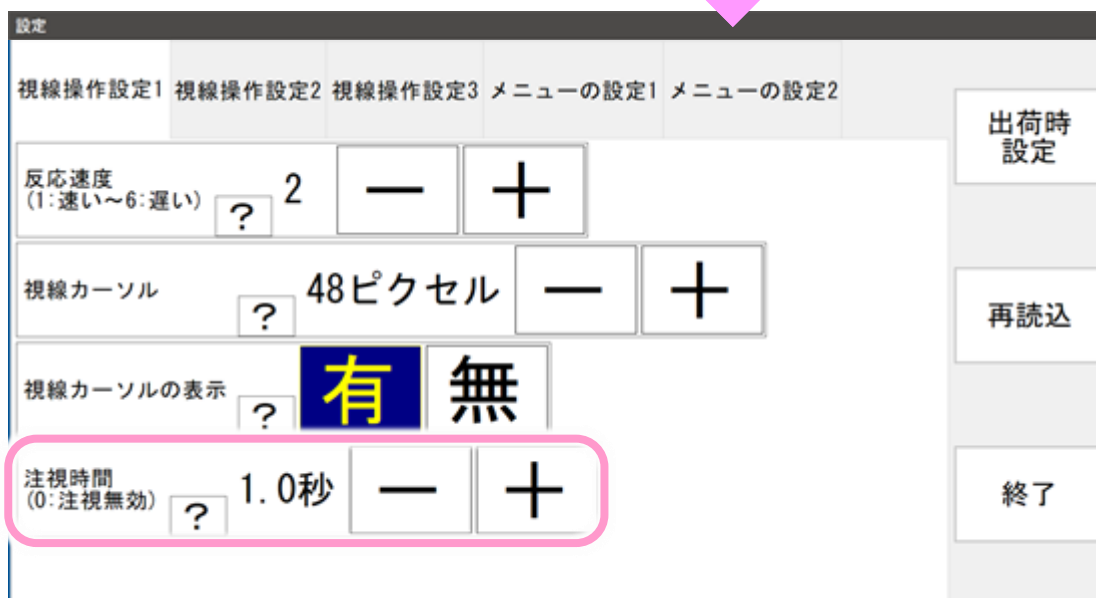 設定
視線操作設定1 視線操作設定2 視線操作設定3 メニューの設定1 メニューの設定2
反応速度
(1:速い～6:遅い) ? 2 － ＋
視線カーソル ? 48ピクセル － ＋
視線カーソルの表示 ? 有 無
注視時間
(0:注視無効) ? 1.0秒 － ＋
出荷時
設定
再読込
終了